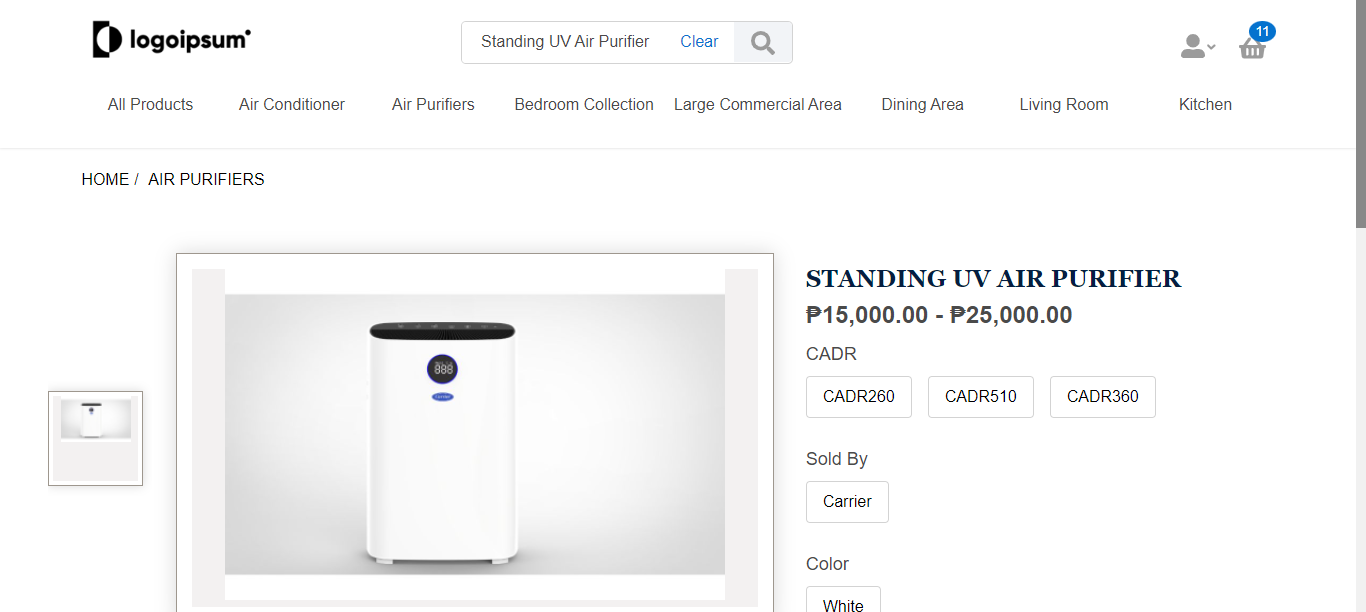 logoipsum
Standing UV Air Purifier Clear
11
All Products Air Conditioner Air Purifiers Bedroom Collection Large Commercial Area Dining Area Living Room Kitchen
HOME / AIR PURIFIERS
STANDING UV AIR PURIFIER
₱15,000.00 - ₱25,000.00
CADR
CADR260 CADR510 CADR360
Sold By
Carrier
Color
White
888
Carrier